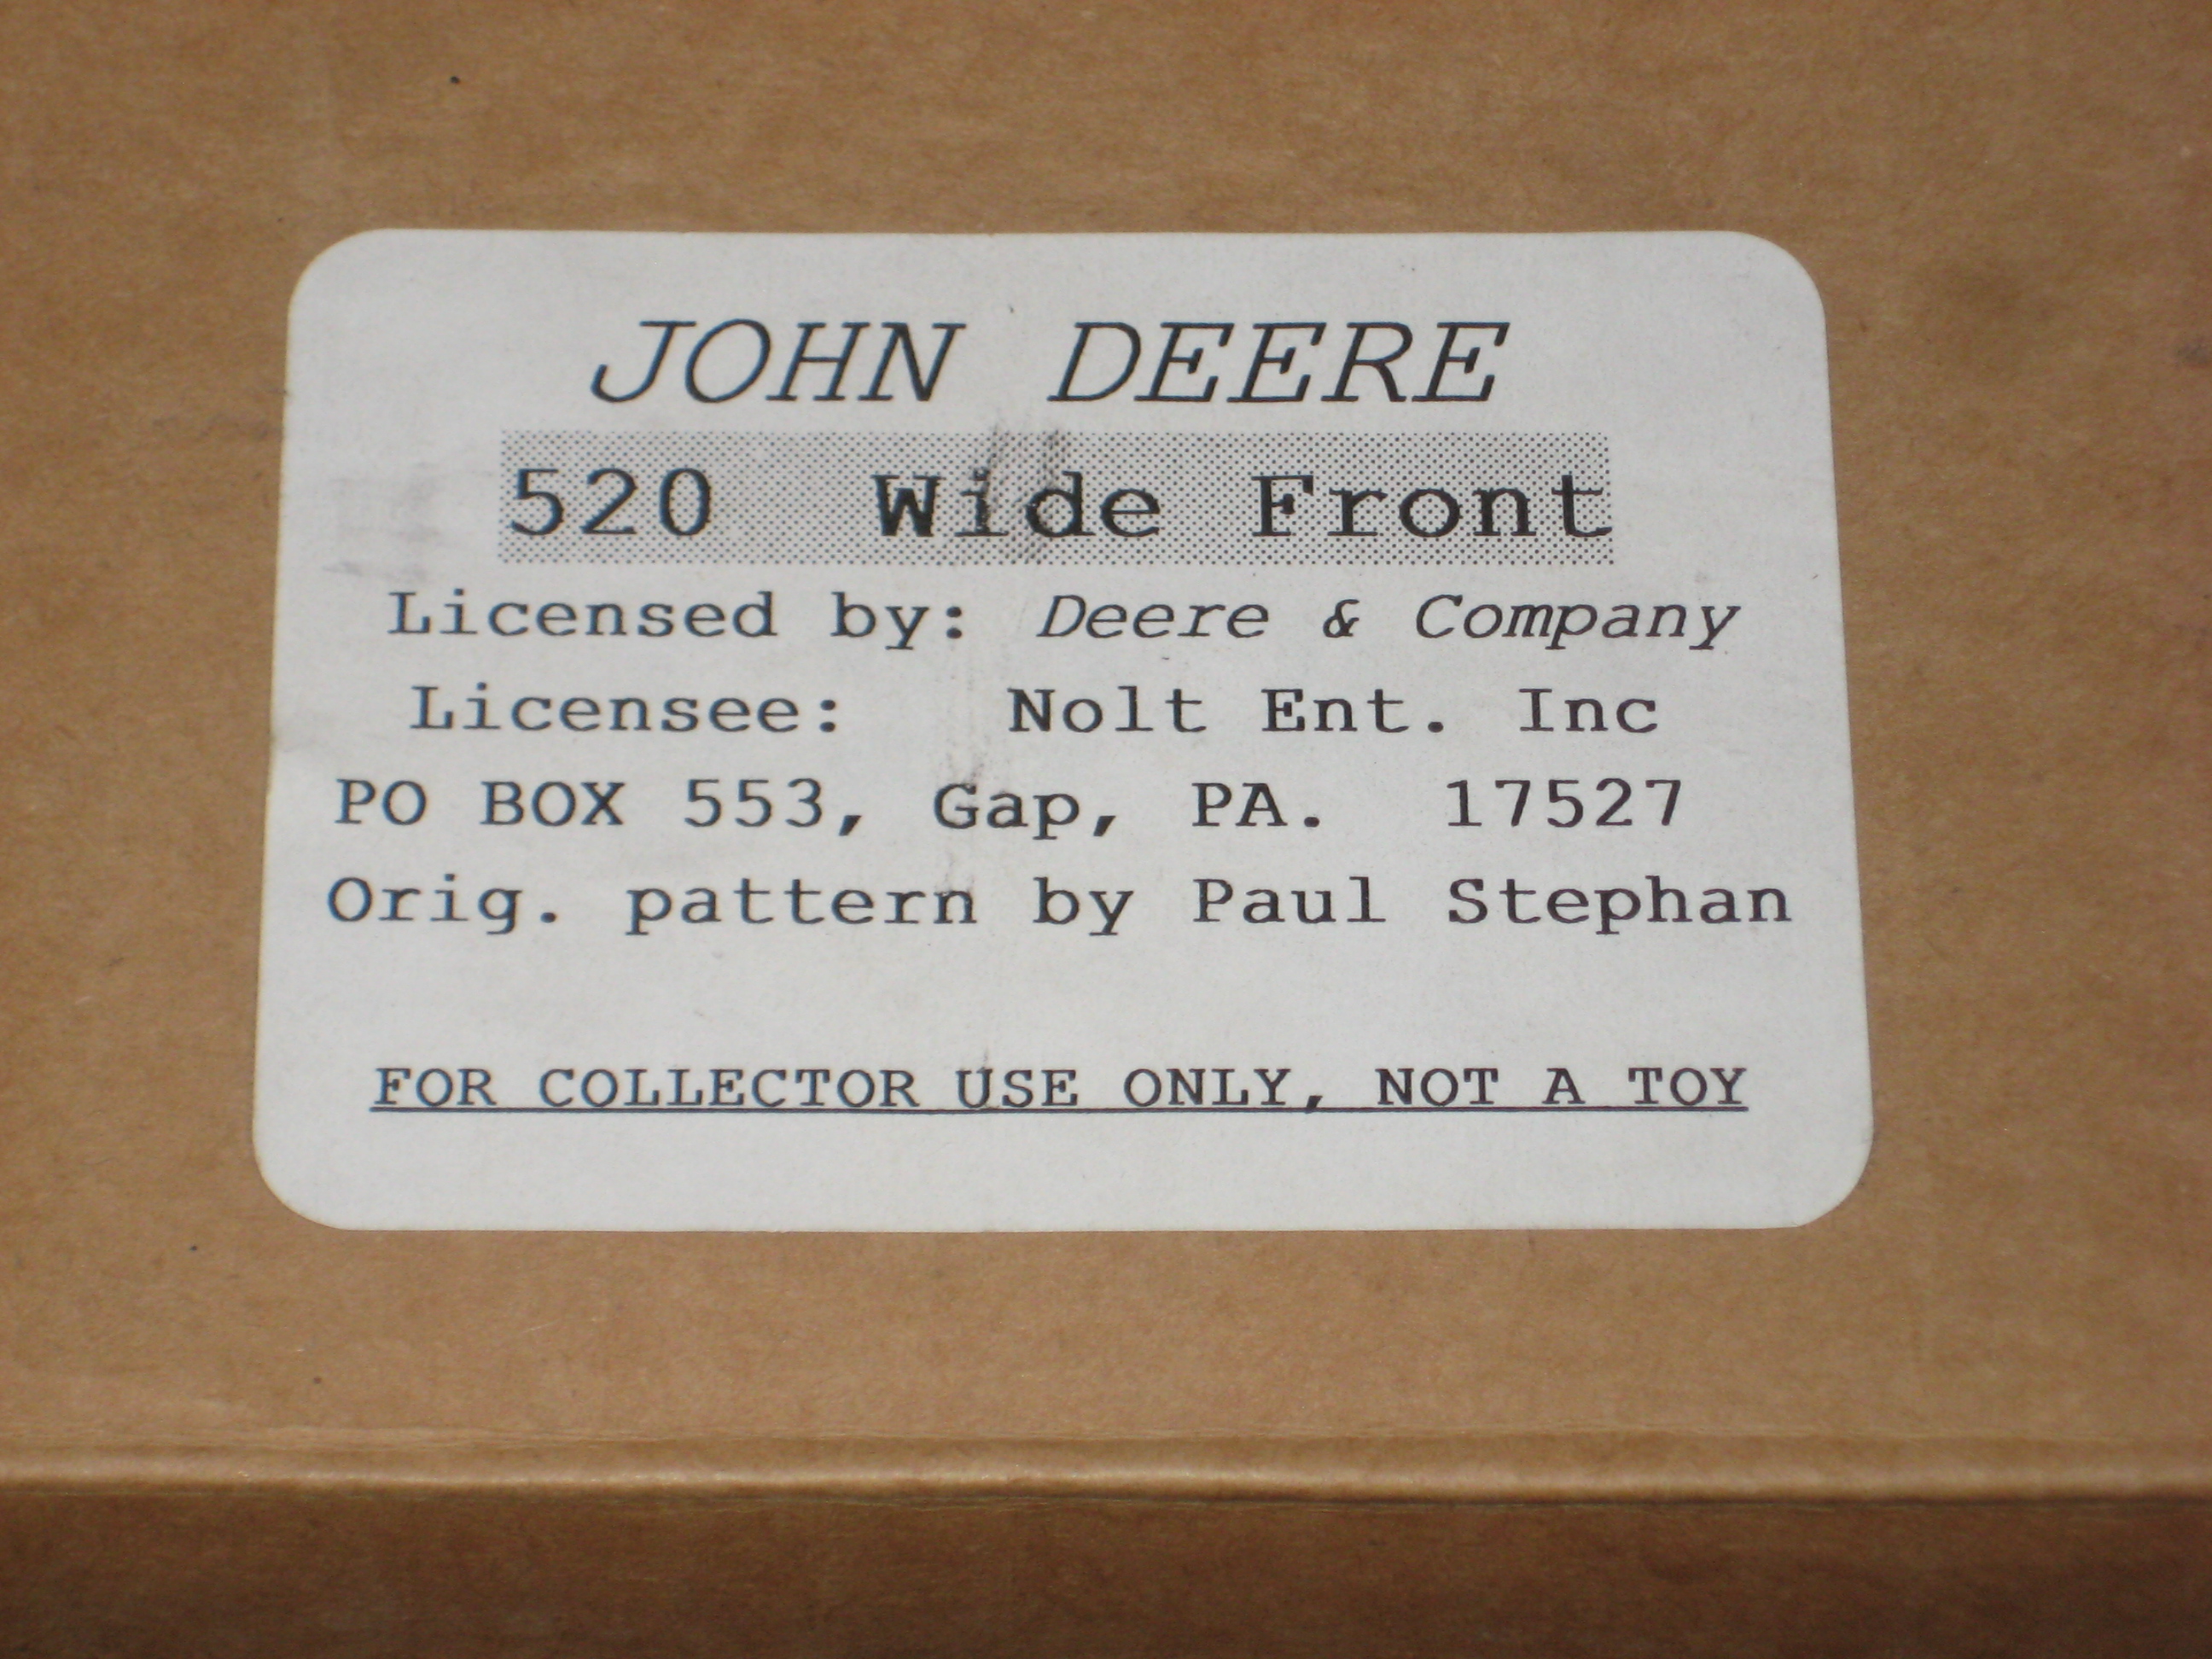 JOHN DEERE
520 Wide Front
Licensed by: Deere & Company
Licensee: Nolt Ent. Inc
PO BOX 553, Gap, PA. 17527
Orig. pattern by Paul Stephan
FOR COLLECTOR USE ONLY, NOT A TOY